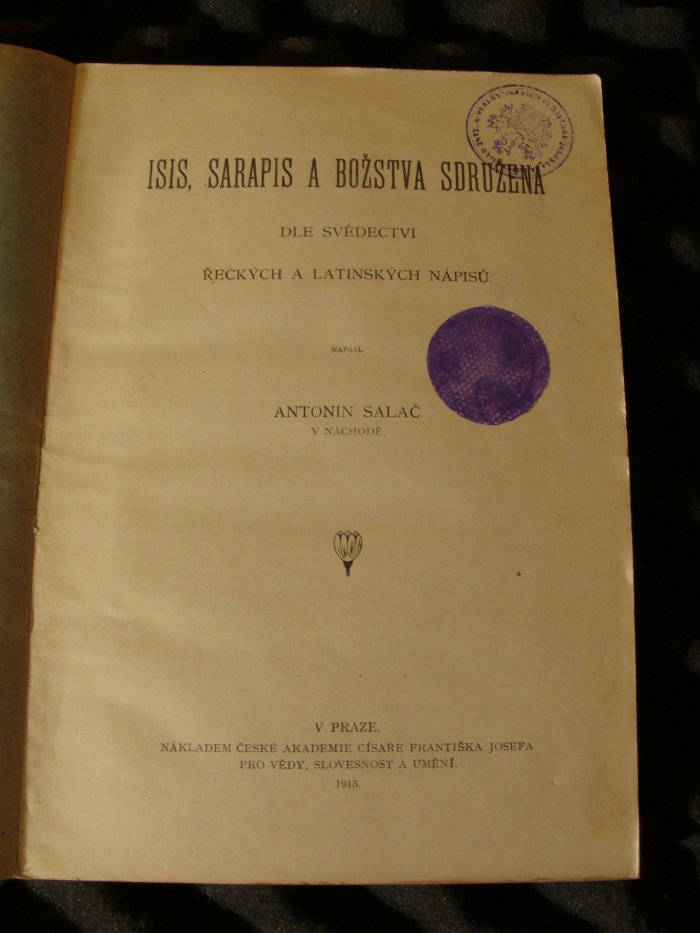 ISIS, SARAPIS A BOŽSTVA SDRUŽENÁ
DLE SVĚDECTVÍ
ŘECKÝCH A LATINSKÝCH NÁPISŮ.
NAPSAL
ANTONÍN SALAČ
V NÁCHODĚ.
V PRAZE.
NÁKLADEM ČESKÉ AKADEMIE CÍSAŘE FRANTIŠKA JOSEFA
PRO VĚDY, SLOVESNOST A UMĚNÍ.
1915.